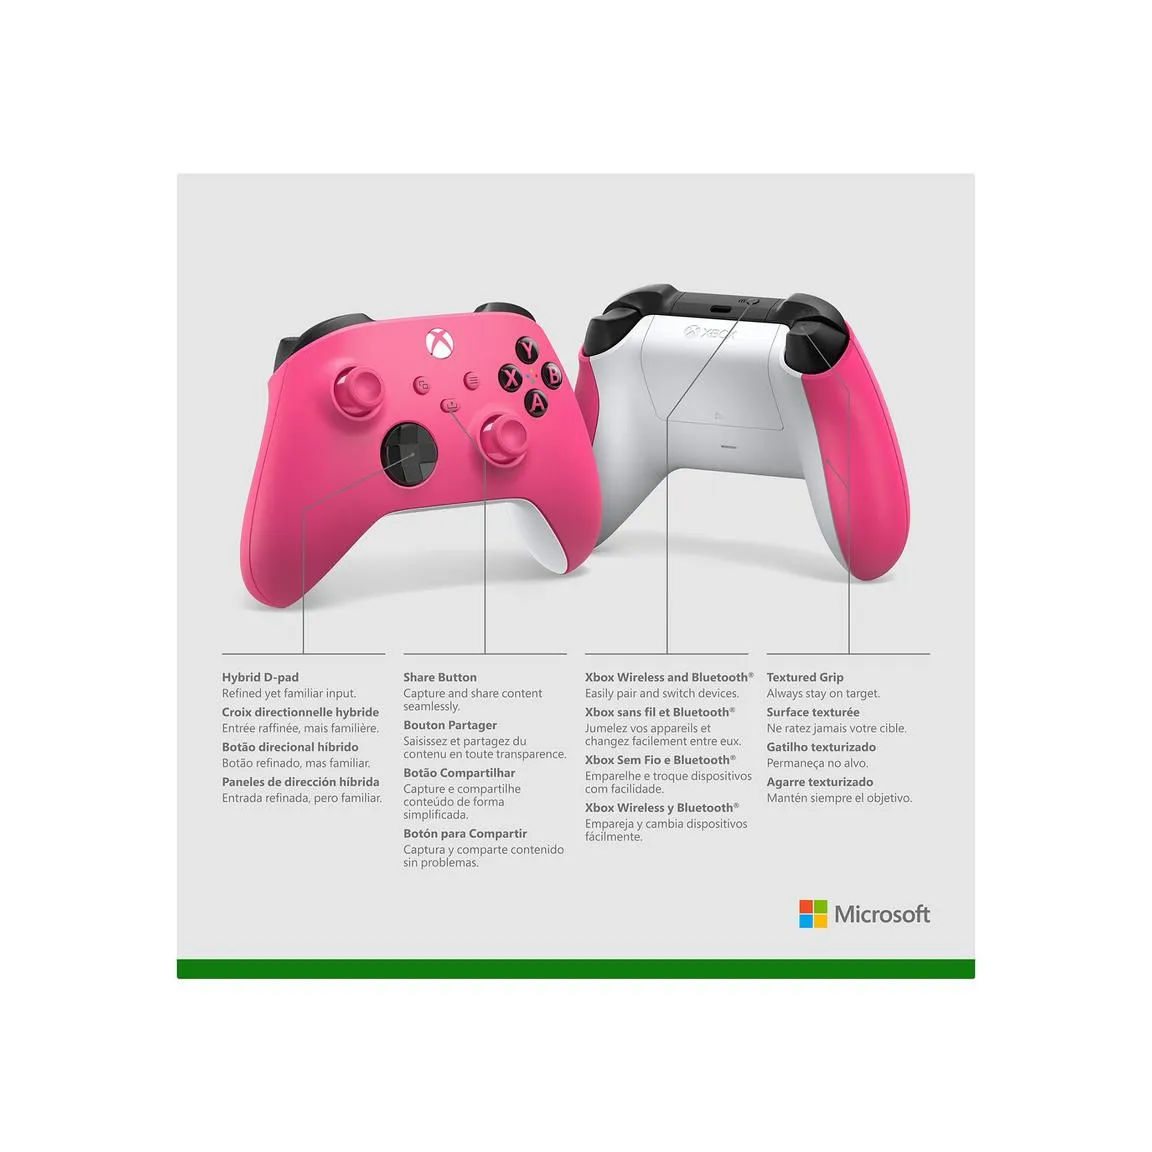 XBOX
Y
X
B
A
Hybrid D-pad
Refined yet familiar input.
Croix directionnelle hybride
Entrée raffinée, mais familière.
Botão direcional híbrido
Botão refinado, mas familiar.
Paneles de dirección híbrida
Entrada refinada, pero familiar.
Share Button
Capture and share content
seamlessly.
Bouton Partager
Saisissez et partagez du
contenu en toute transparence.
Botão Compartilhar
Capture e compartilhe
conteúdo de forma
simplificada.
Botón para Compartir
Captura y comparte contenido
sin problemas.
Xbox Wireless and Bluetooth®
Easily pair and switch devices.
Xbox sans fil et Bluetooth®
Jumelez vos appareils et
changez facilement entre eux.
Xbox Sem Fio e Bluetooth®
Emparelhe e troque dispositivos
com facilidade.
Xbox Wireless y Bluetooth®
Empareja y cambia dispositivos
fácilmente.
Textured Grip
Always stay on target.
Surface texturée
Ne ratez jamais votre cible.
Gatilho texturizado
Permaneça no alvo.
Agarre texturizado
Mantén siempre el objetivo.
Microsoft